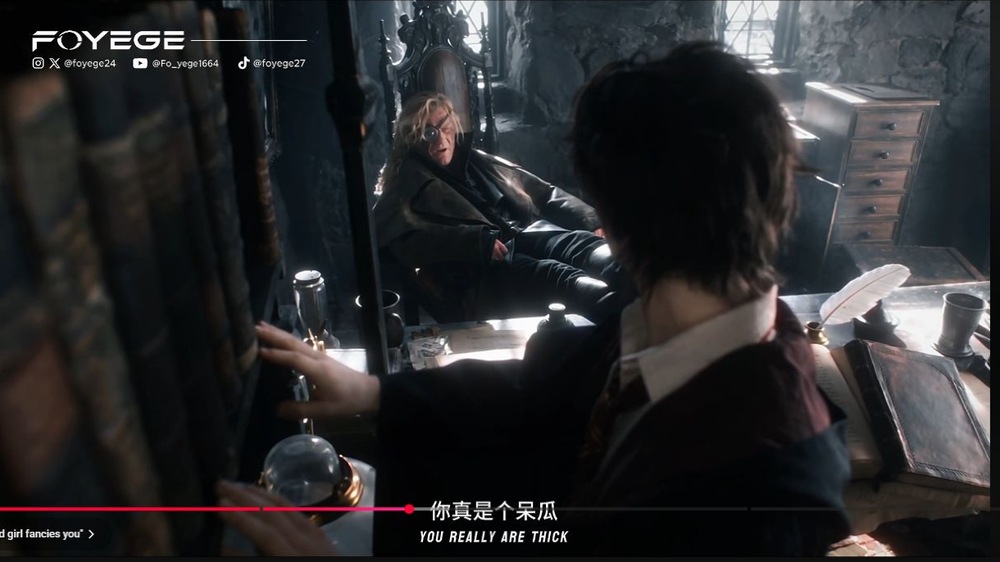 FOYEGE
@foyege24 @Fo_yege1664 @foyege27
你真是个呆瓜
d girl fancies you" >
YOU REALLY ARE THICK